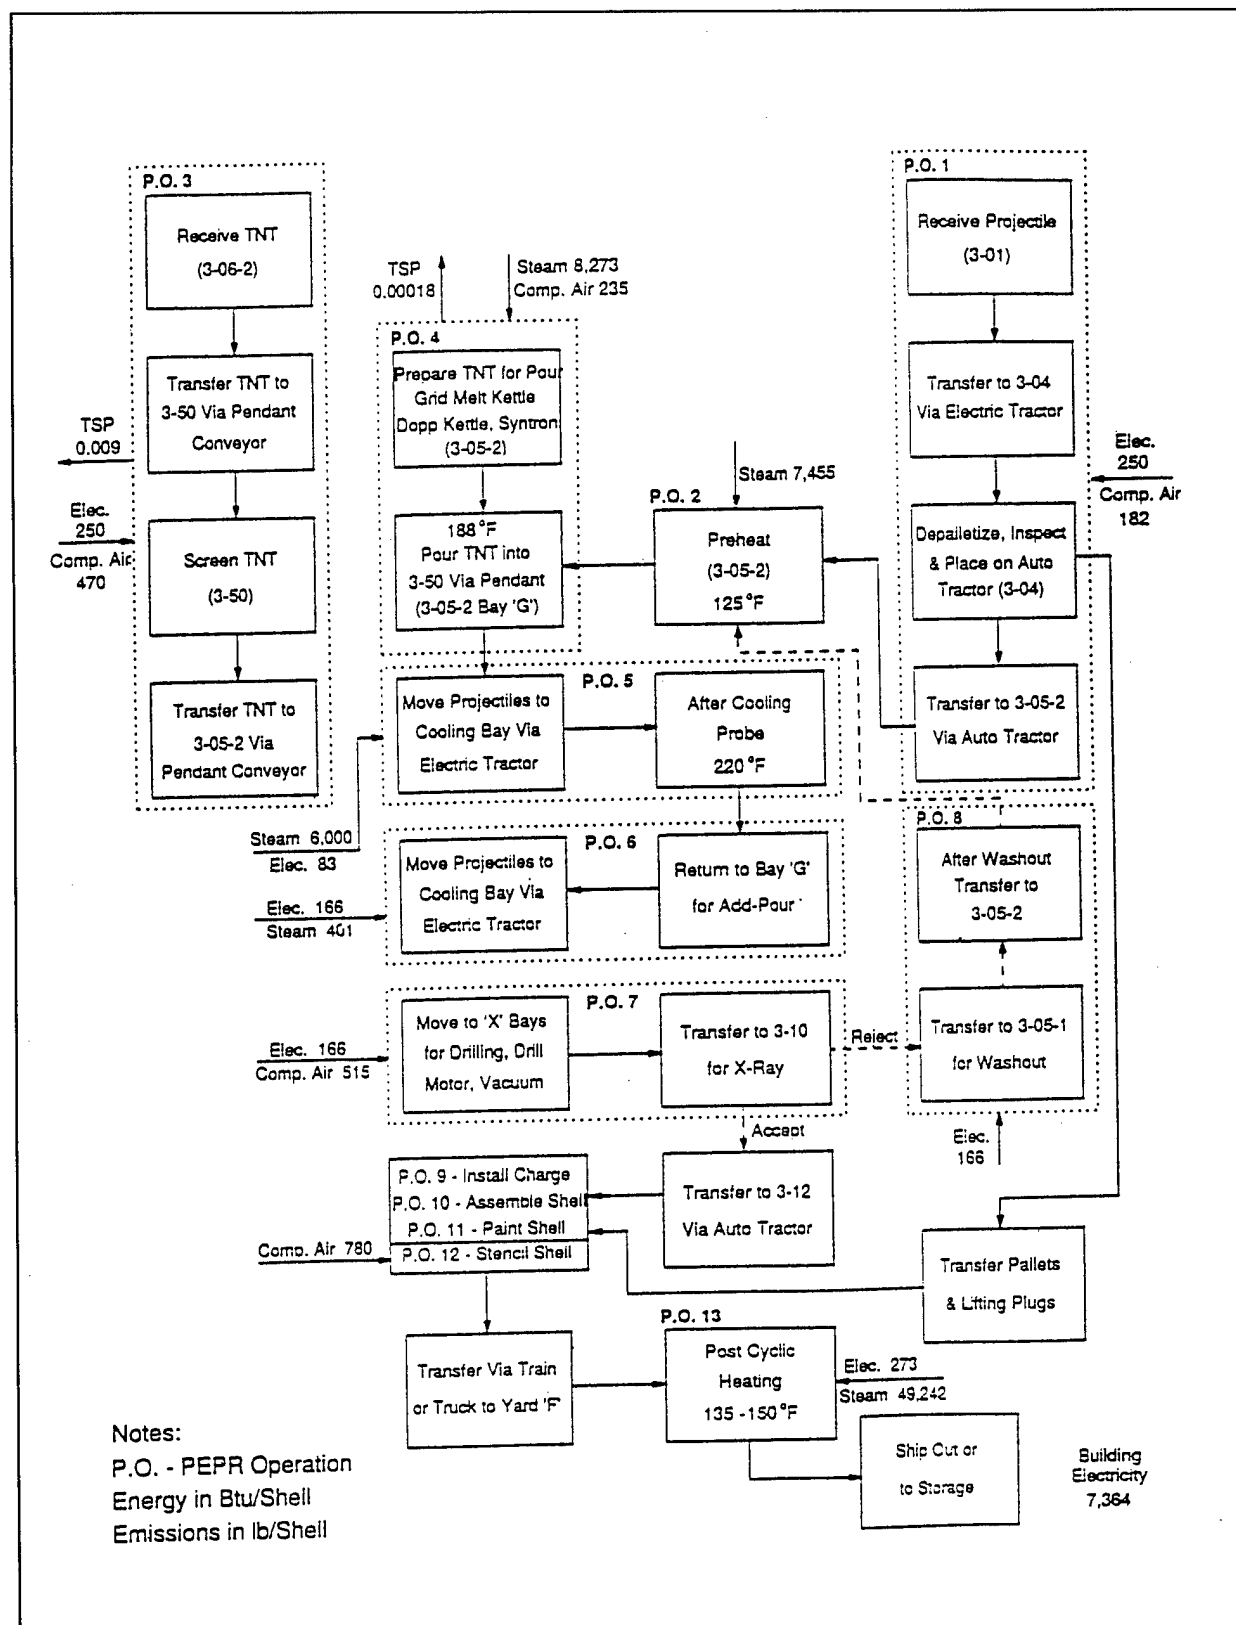 P.O. 3
Receive TNT
(3-06-2)
Transfer TNT to
3-50 Via Pendant
Conveyor
Screen TNT
(3-50)
Transfer TNT to
3-05-2 Via
Pendant Conveyor
TSP
0.009
Elec.
250
Comp. Air
470
TSP
0.00018
Steam 8,273
Comp. Air 235
P.O. 4
Prepare TNT for Pour
Grid Melt Kettle
Dopp Kettle, Syntron
(3-05-2)
188°F
Pour TNT into
3-50 Via Pendant
(3-05-2 Bay 'G')
Steam 7,455
P.O. 2
Preheat
(3-05-2)
125°F
P.O. 1
Receive Projectile
(3-01)
Transfer to 3-04
Via Electric Tractor
Depalletize, Inspect
& Place on Auto
Tractor (3-04)
Transfer to 3-05-2
Via Auto Tractor
Elec.
250
Comp. Air
182
P.O. 5
Move Projectiles to
Cooling Bay Via
Electric Tractor
After Cooling
Probe
220°F
Steam 6,000
Elec. 83
P.O. 6
Move Projectiles to
Cooling Bay Via
Electric Tractor
Return to Bay 'G'
for Add-Pour
Elec. 166
Steam 401
P.O. 8
After Washout
Transfer to
3-05-2
Transfer to 3-05-1
for Washout
Elec.
166
P.O. 7
Move to 'X' Bays
for Drilling, Drill
Motor, Vacuum
Transfer to 3-10
for X-Ray
Reject
Accept
Elec. 166
Comp. Air 515
P.O. 9 - Install Charge
P.O. 10 - Assemble Shell
P.O. 11 - Paint Shell
P.O. 12 - Stencil Shell
Transfer to 3-12
Via Auto Tractor
Comp. Air 780
Transfer Pallets
& Lifting Plugs
Transfer Via Train
or Truck to Yard 'F'
P.O. 13
Post Cyclic
Heating
135 -150°F
Elec. 273
Steam 49,242
Ship Out or
to Storage
Building
Electricity
7,364
Notes:
P.O. - PEPR Operation
Energy in Btu/Shell
Emissions in lb/Shell